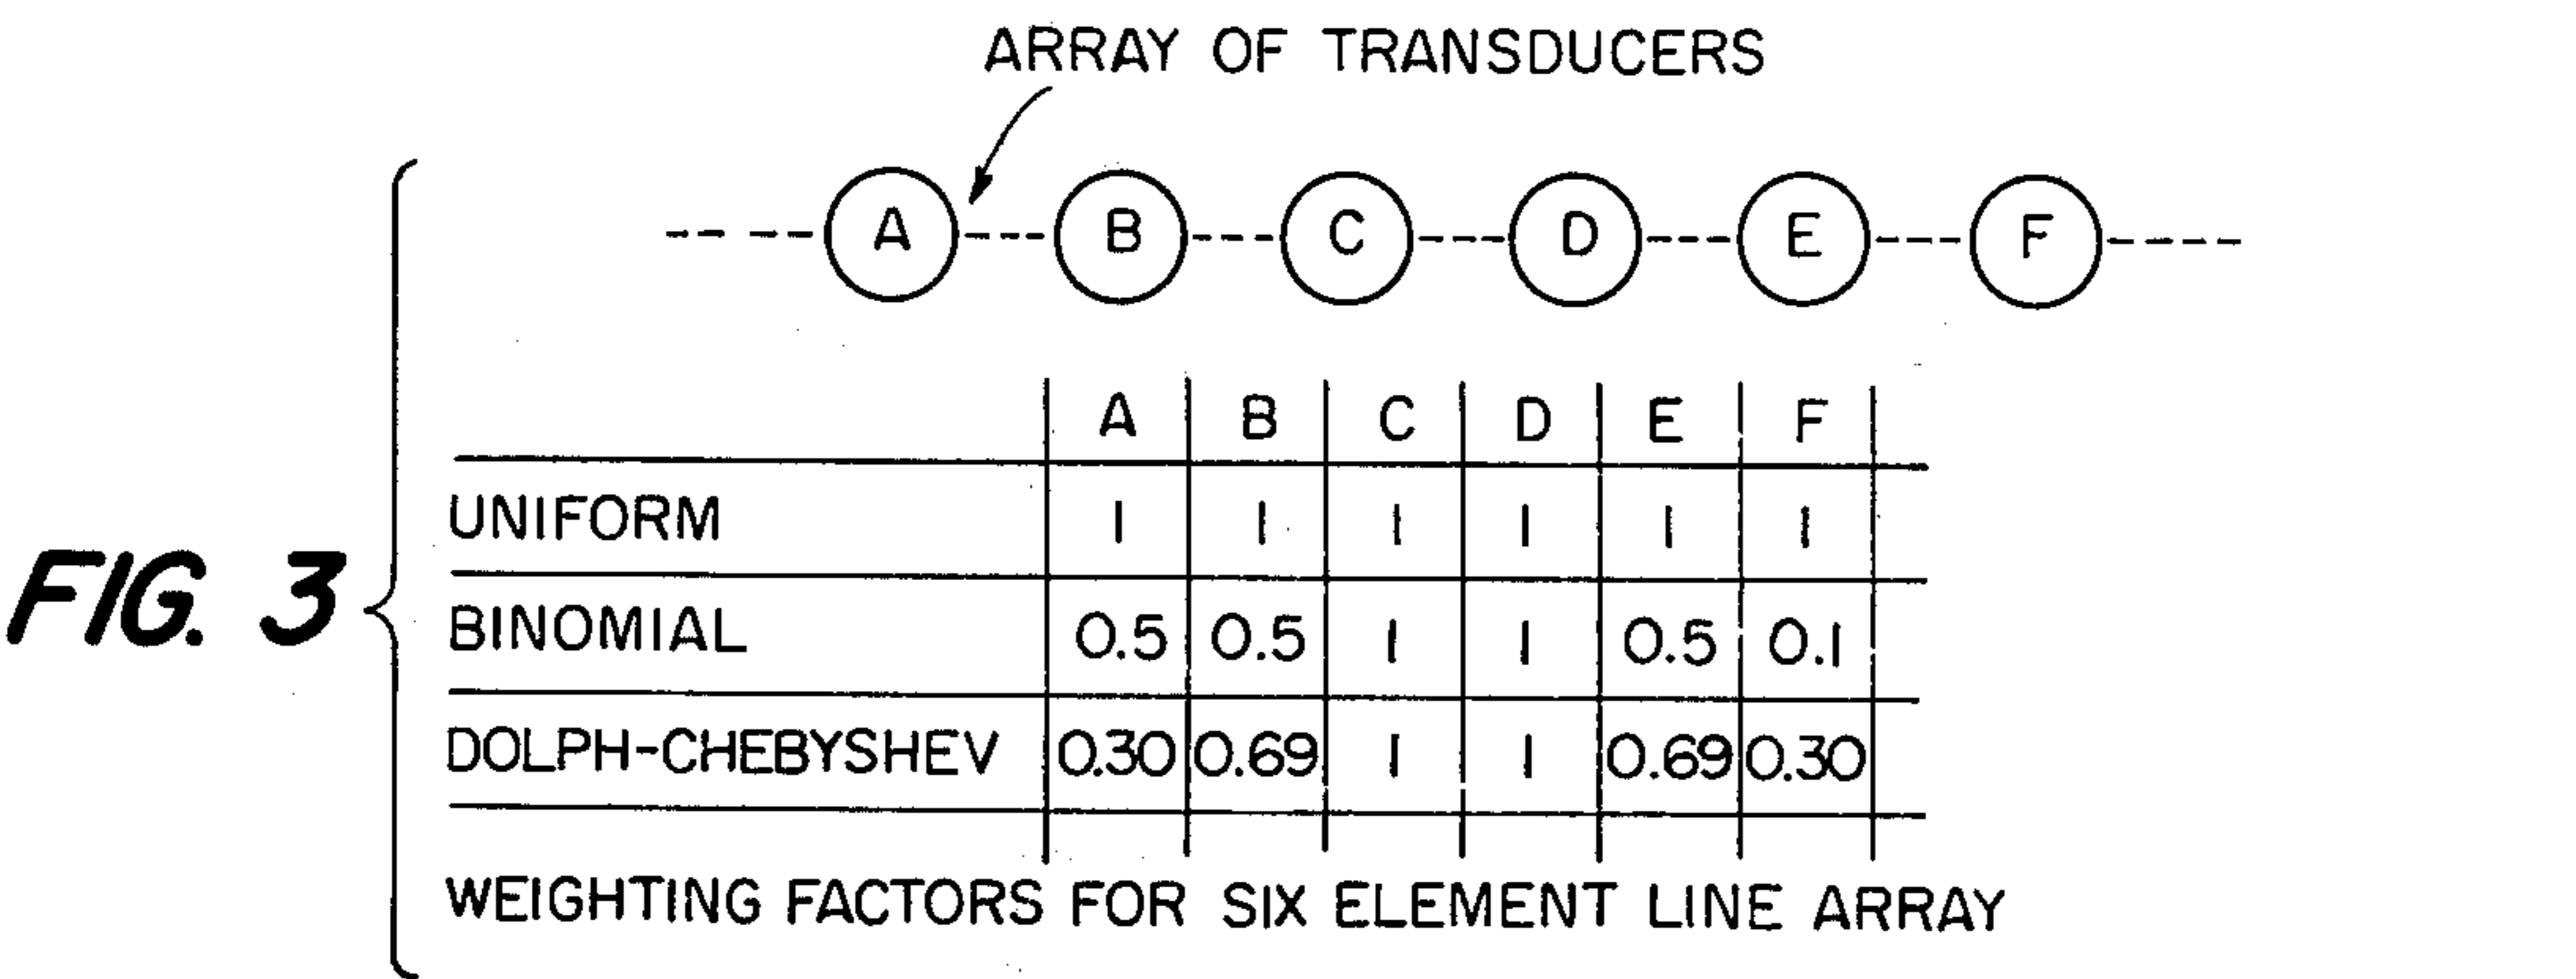 ARRAY OF TRANSDUCERS
A B C D E F
A B C D E F
UNIFORM 1 1 1 1 1 1
FIG. 3
BINOMIAL 0.5 0.5 1 1 0.5 0.1
DOLPH-CHEBYSHEV 0.30 0.69 1 1 0.69 0.30
WEIGHTING FACTORS FOR SIX ELEMENT LINE ARRAY